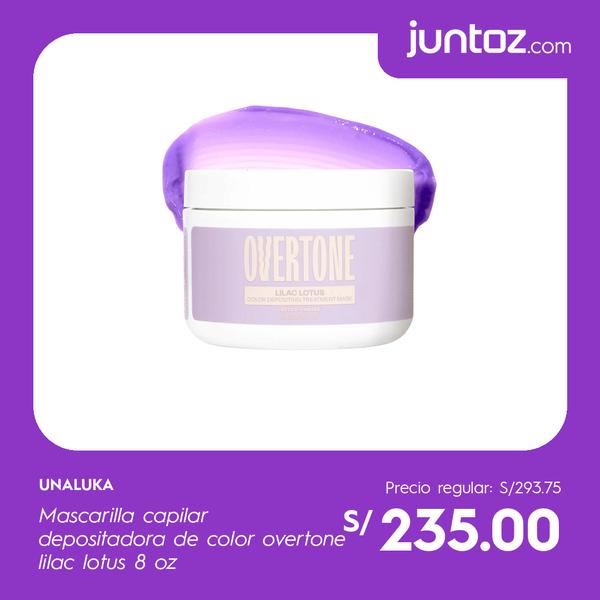 juntoz.com
OVERTONE
LILAC LOTUS
COLOR DEPOSITING TREATMENT MASK
UNALUKA
Mascarilla capilar
depositadora de color overtone
lilac lotus 8 oz
Precio regular: S/293.75
S/ 235.00